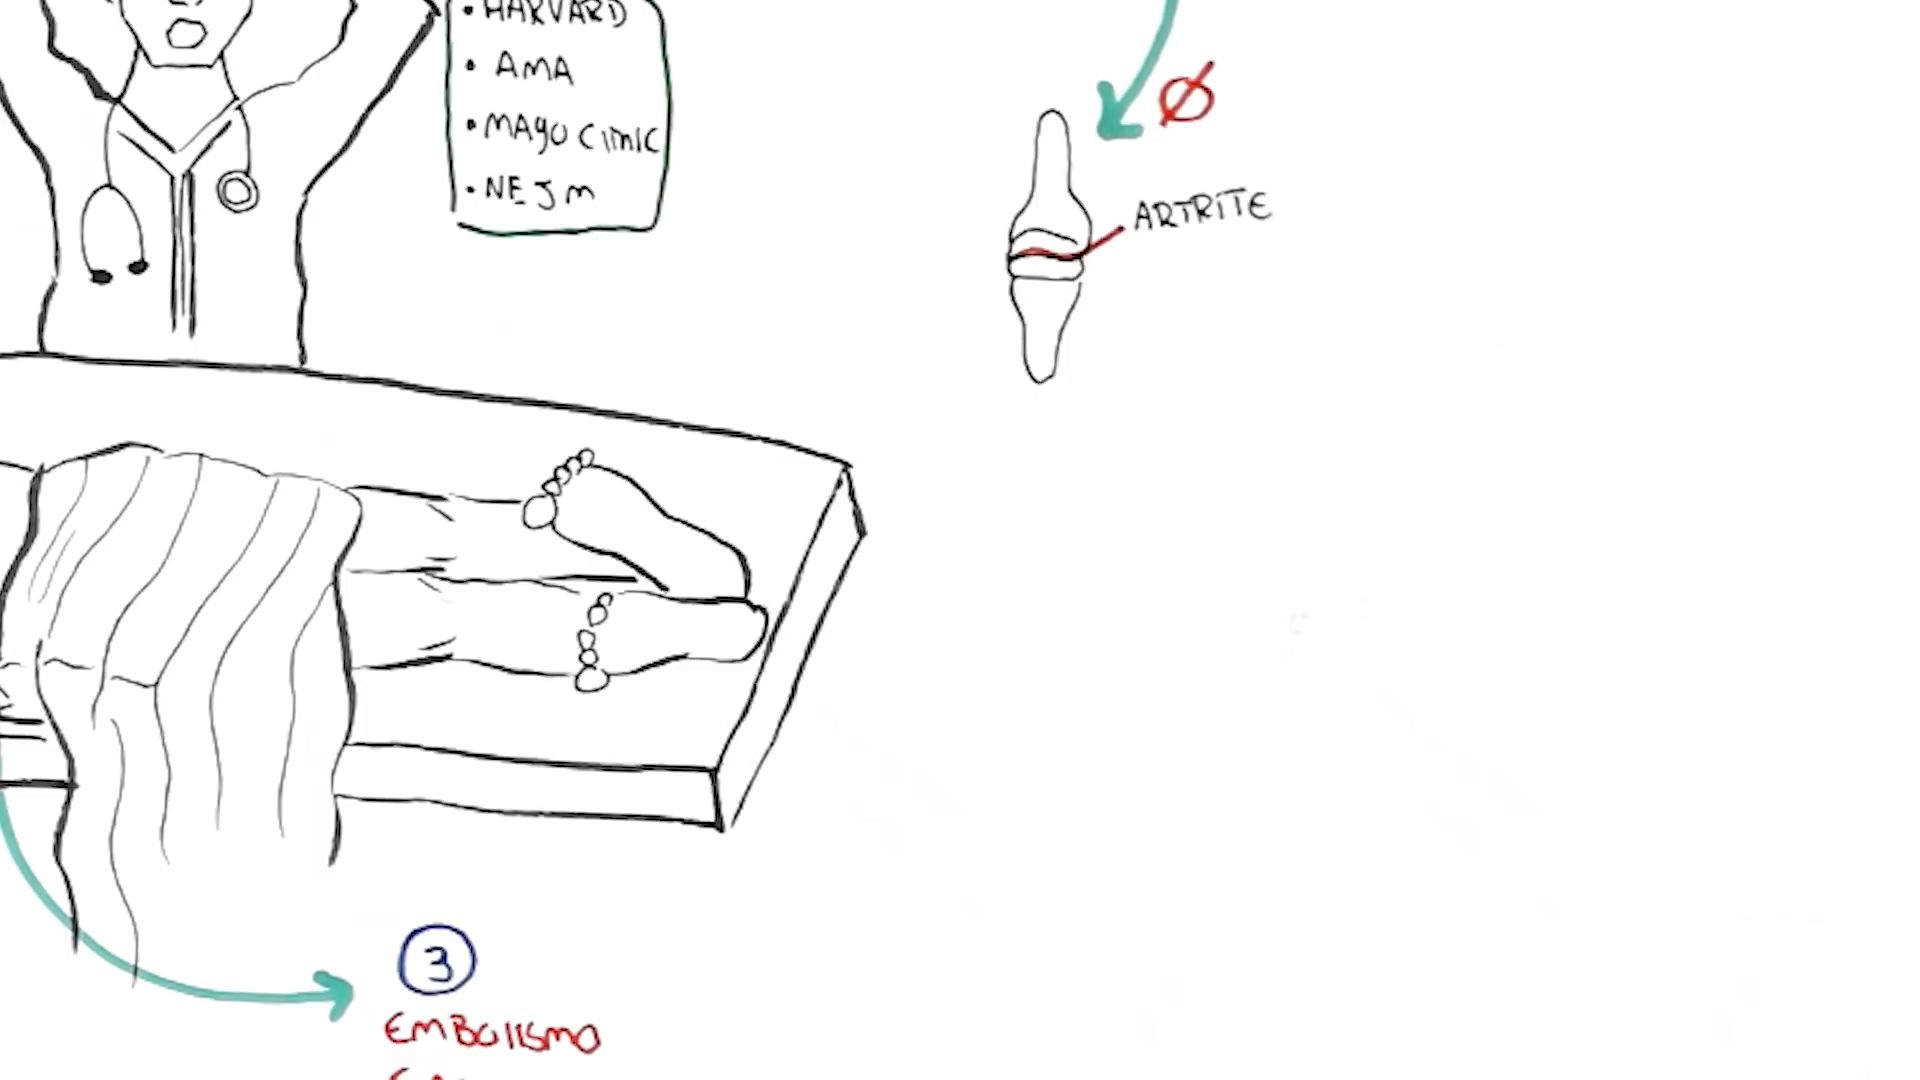 • HARVARD
• AMA
• MAYO CLINIC
• NEJM
Ø
ARTRITE
3
EMBOLISMO